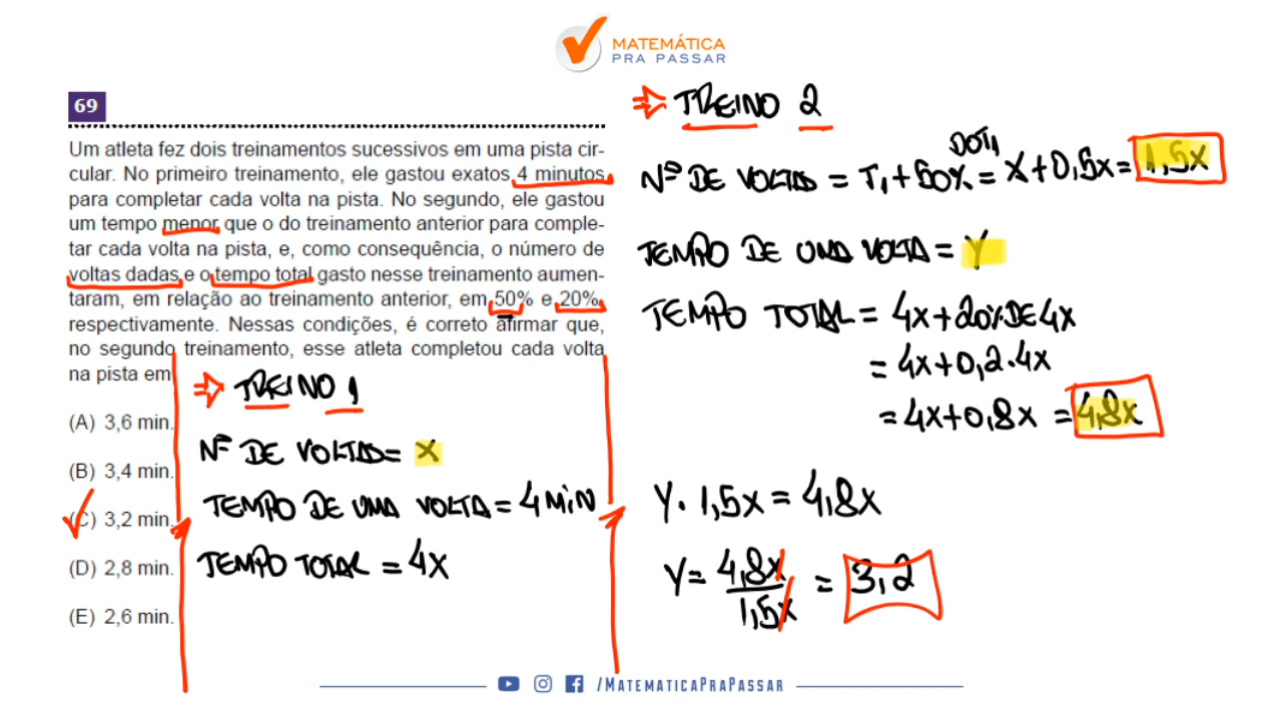 MATEMÁTICA
PRA PASSAR
69
Um atleta fez dois treinamentos sucessivos em uma pista cir-
cular. No primeiro treinamento, ele gastou exatos 4 minutos
para completar cada volta na pista. No segundo, ele gastou
um tempo menor que o do treinamento anterior para comple-
tar cada volta na pista, e, como consequência, o número de
voltas dadas e o tempo total gasto nesse treinamento aumen-
taram, em relação ao treinamento anterior, em 50% e 20%,
respectivamente. Nessas condições, é correto afirmar que,
no segundo treinamento, esse atleta completou cada volta
na pista em
(A) 3,6 min.
(B) 3,4 min.
(C) 3,2 min.
(D) 2,8 min.
(E) 2,6 min.
⇒ TREINO 1
Nº DE VOLTAS = X
TEMPO DE UMA VOLTA = 4 MIN
TEMPO TOTAL = 4X
⇒ TREINO 2
Nº DE VOLTAS = T1 + 50% = X + 0,5X = 1,5X
TEMPO DE UMA VOLTA = Y
TEMPO TOTAL = 4X + 20% DE 4X
= 4X + 0,2 . 4X
= 4X + 0,8X = 4,8X
Y . 1,5X = 4,8X
Y = 4,8X / 1,5X = 3,2
/MATEMATICAPRAPASSAR